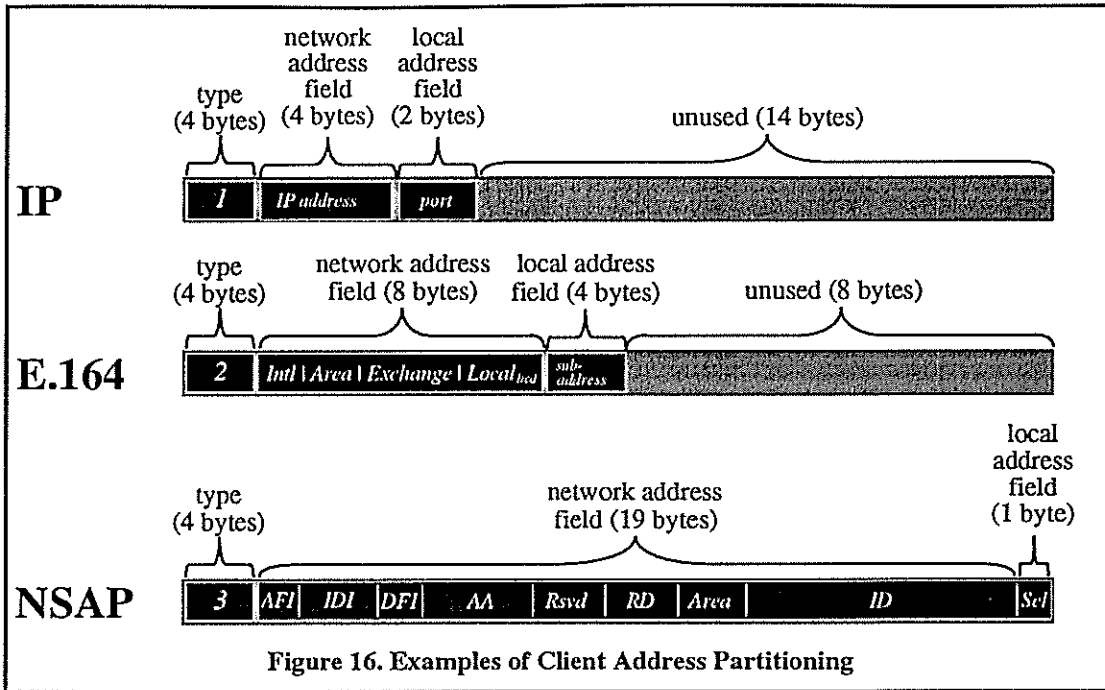 network
address
field
(4 bytes)
local
address
field
(2 bytes)
type
(4 bytes)
unused (14 bytes)
IP
1
IP address
port
type
(4 bytes)
network address
field (8 bytes)
local address
field (4 bytes)
unused (8 bytes)
E.164
2
Intl | Area | Exchange | Local bcd
sub-
address
type
(4 bytes)
network address
field (19 bytes)
local
address
field
(1 byte)
NSAP
3
AFI
IDI
DFI
AA
Rsvd
RD
Area
ID
Sel
Figure 16. Examples of Client Address Partitioning